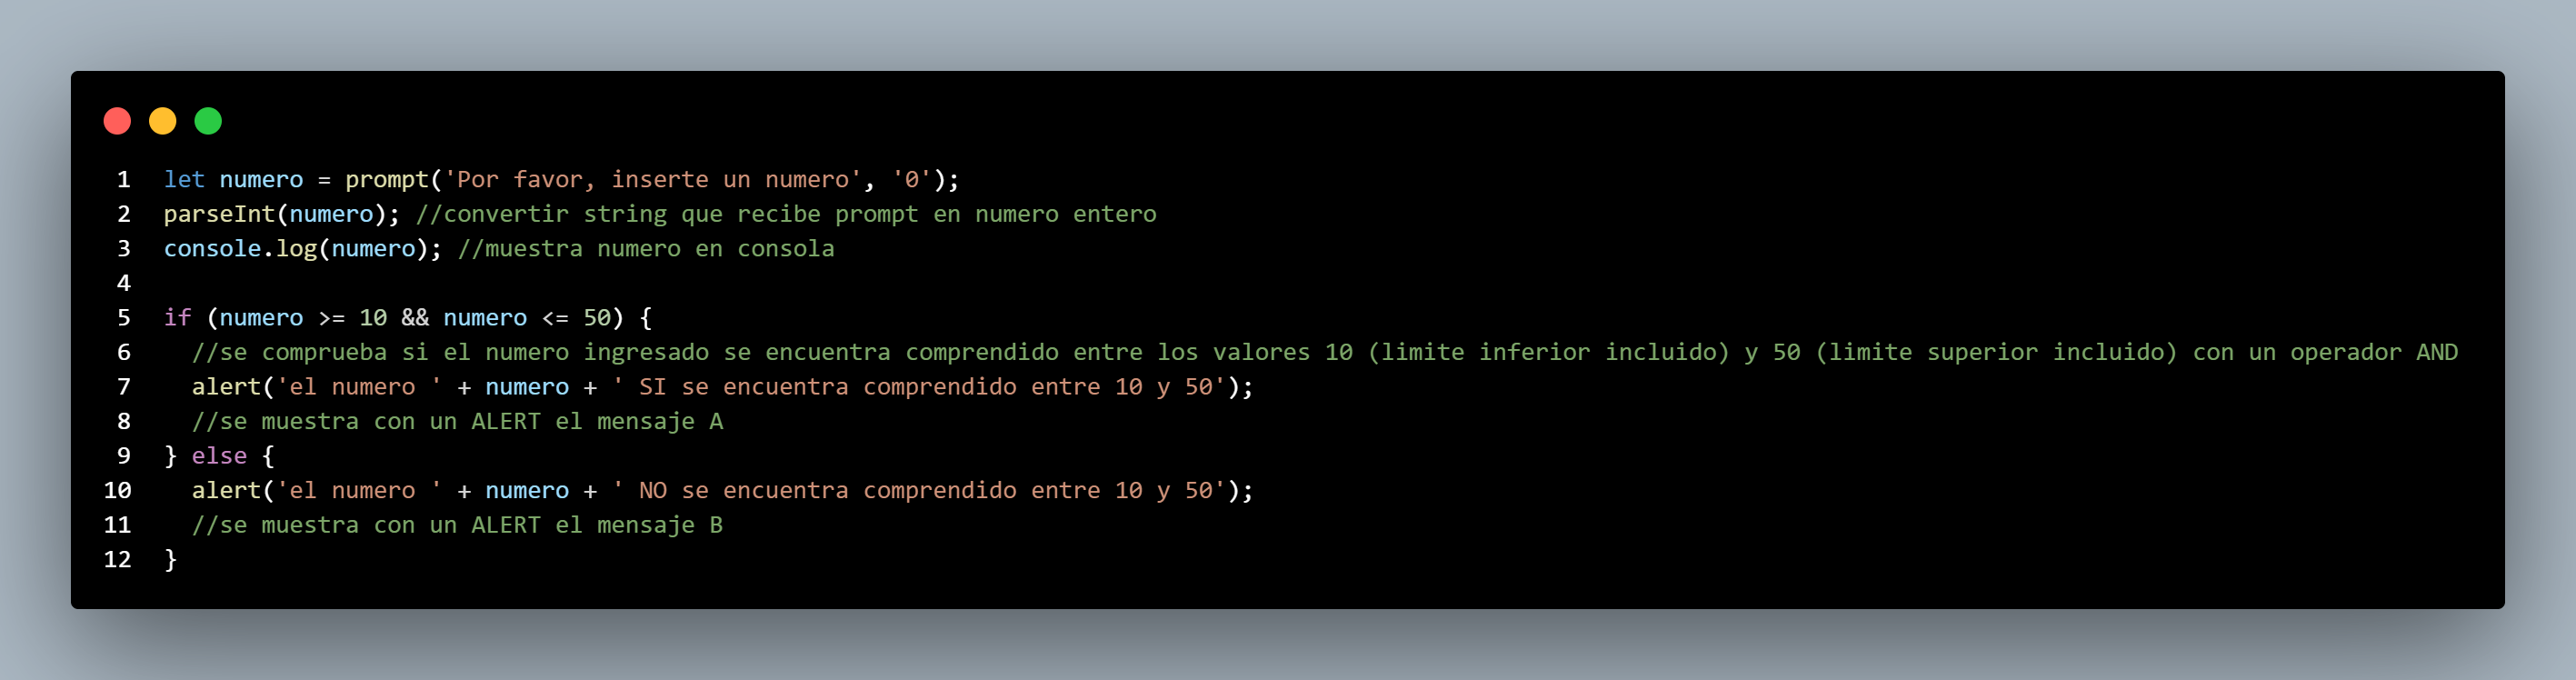 1 let numero = prompt('Por favor, inserte un numero', '0');
2 parseInt(numero); //convertir string que recibe prompt en numero entero
3 console.log(numero); //muestra numero en consola
4
5 if (numero >= 10 && numero <= 50) {
6   //se comprueba si el numero ingresado se encuentra comprendido entre los valores 10 (limite inferior incluido) y 50 (limite superior incluido) con un operador AND
7   alert('el numero ' + numero + ' SI se encuentra comprendido entre 10 y 50');
8   //se muestra con un ALERT el mensaje A
9 } else {
10   alert('el numero ' + numero + ' NO se encuentra comprendido entre 10 y 50');
11   //se muestra con un ALERT el mensaje B
12 }